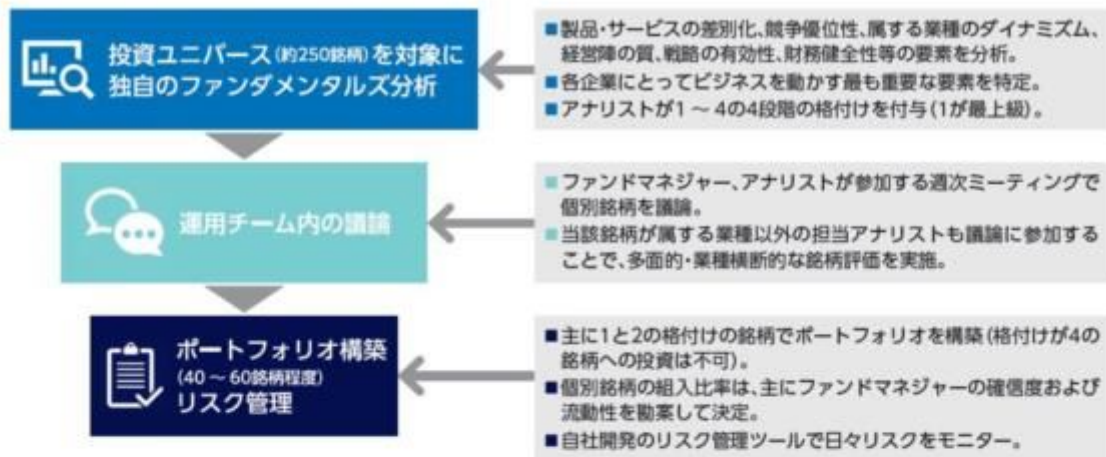 投資ユニバース(約250銘柄)を対象に
独自のファンダメンタルズ分析
■製品・サービスの差別化、競争優位性、属する業種のダイナミズム、
経営陣の質、戦略の有効性、財務健全性等の要素を分析。
■各企業にとってビジネスを動かす最も重要な要素を特定。
■アナリストが1～4の4段階の格付けを付与(1が最上級)。
運用チーム内の議論
■ファンドマネジャー、アナリストが参加する週次ミーティングで
個別銘柄を議論。
■当該銘柄が属する業種以外の担当アナリストも議論に参加する
ことで、多面的・業種横断的な銘柄評価を実施。
ポートフォリオ構築
(40～60銘柄程度)
リスク管理
■主に1と2の格付けの銘柄でポートフォリオを構築(格付けが4の
銘柄への投資は不可)。
■個別銘柄の組入比率は、主にファンドマネジャーの確信度および
流動性を勘案して決定。
■自社開発のリスク管理ツールで日々リスクをモニター。